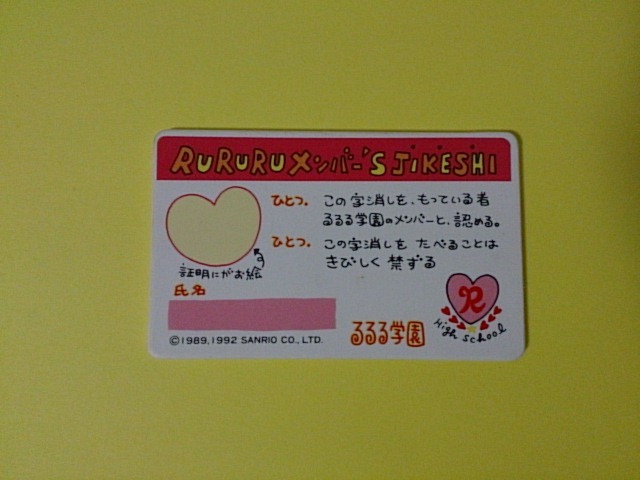 RURURUメンバー'S JIKESHI
ひとつ. この字消しを、もっている者
るるる学園のメンバーと、認める。
ひとつ. この字消しを たべることは
きびしく 禁ずる
証明にがお絵
氏名
©1989,1992 SANRIO CO., LTD.
るるる学園
R
High School